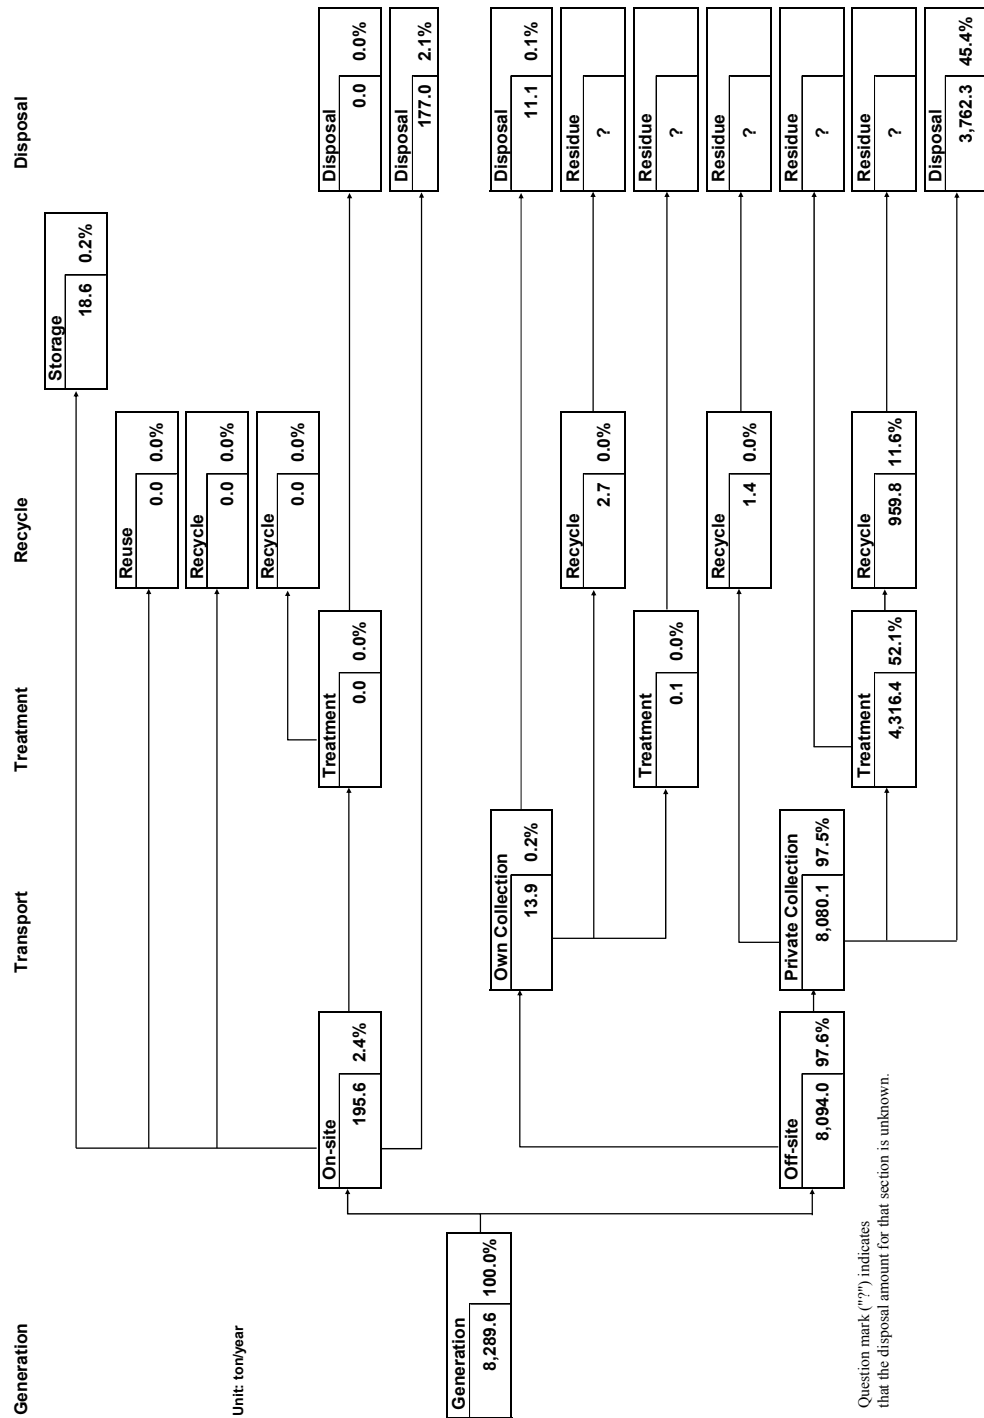 Generation
Transport
Treatment
Recycle
Disposal
Unit: ton/year
Storage
18.6 0.2%
Reuse
0.0 0.0%
Recycle
0.0 0.0%
Recycle
0.0 0.0%
On-site
195.6 2.4%
Treatment
0.0 0.0%
Disposal
0.0 0.0%
Disposal
177.0 2.1%
Generation
8,289.6 100.0%
Own Collection
13.9 0.2%
Disposal
11.1 0.1%
Recycle
2.7 0.0%
Residue
?
Treatment
0.1 0.0%
Residue
?
Recycle
1.4 0.0%
Residue
?
Off-site
8,094.0 97.6%
Private Collection
8,080.1 97.5%
Residue
?
Treatment
4,316.4 52.1%
Recycle
959.8 11.6%
Residue
?
Disposal
3,762.3 45.4%
Question mark ("?") indicates
that the disposal amount for that section is unknown.